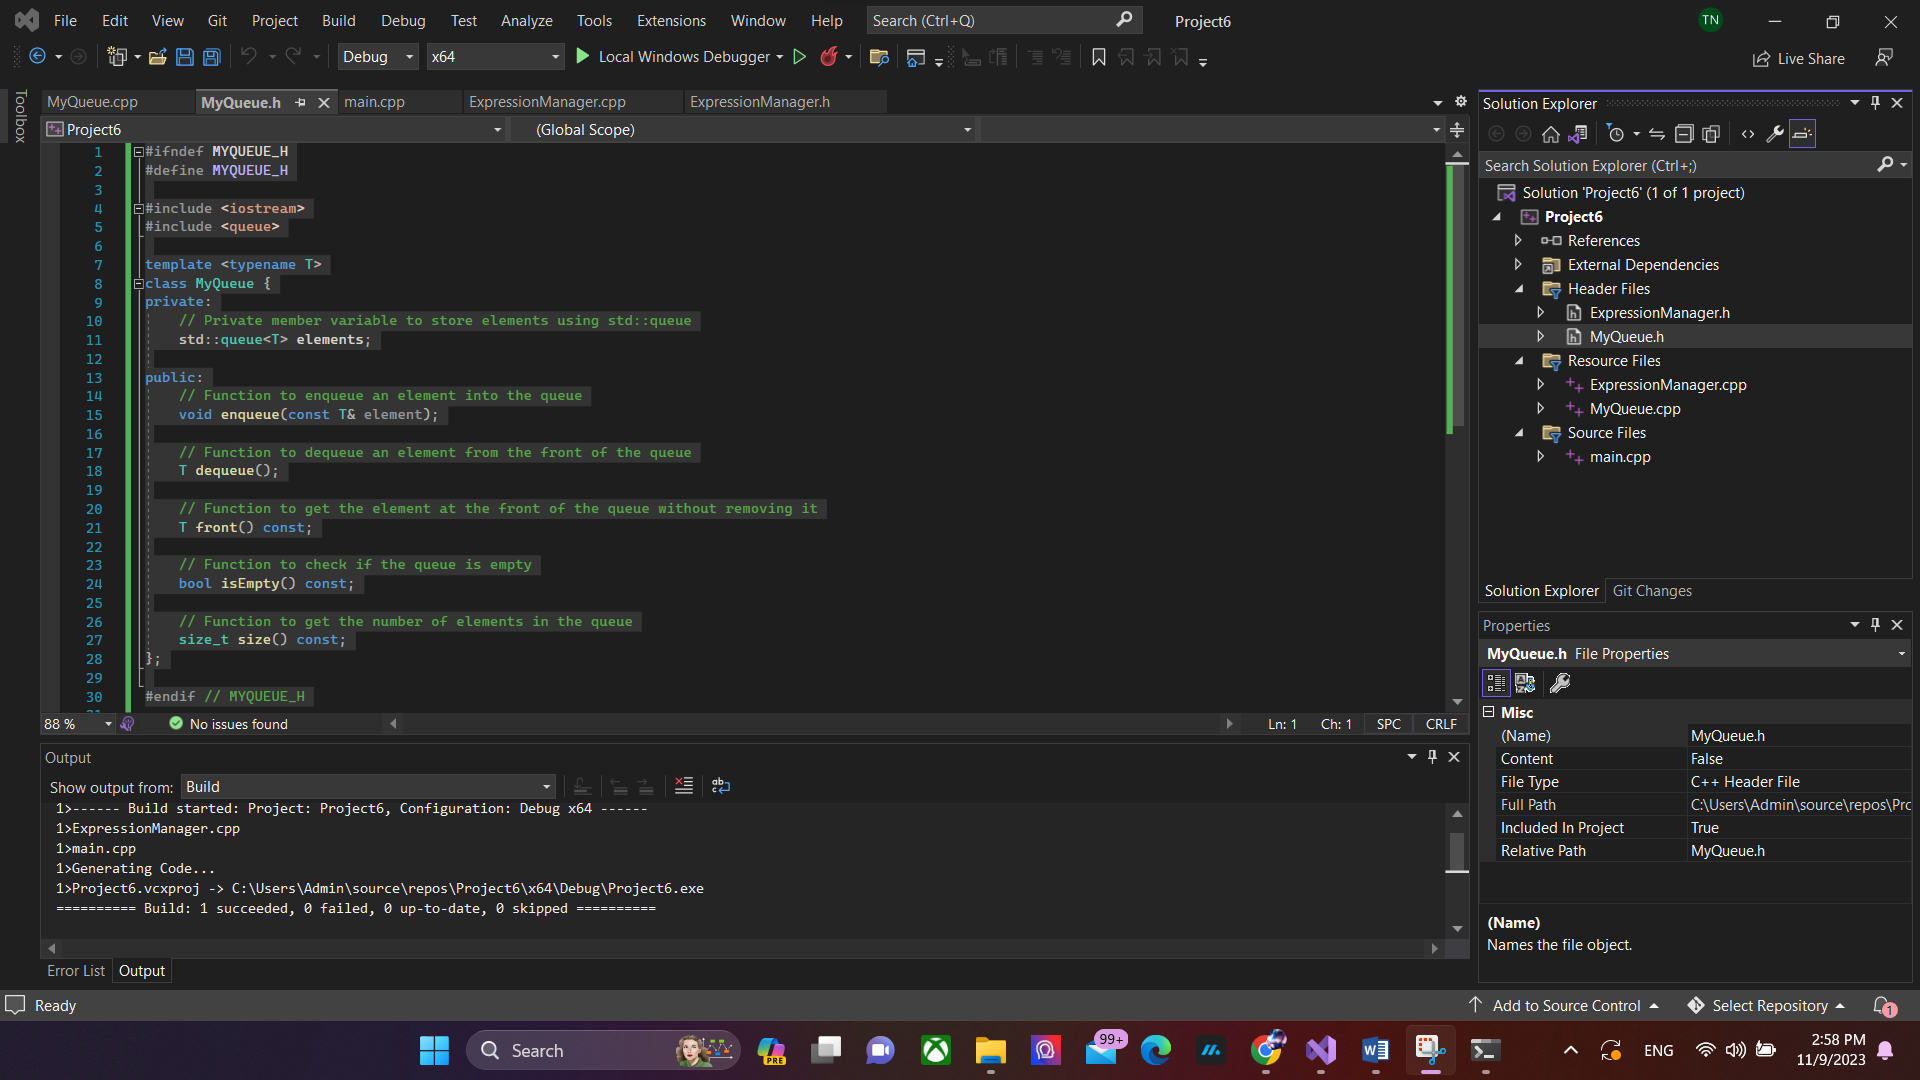 File Edit View Git Project Build Debug Test Analyze Tools Extensions Window Help Search (Ctrl+Q) Project6 TN
Debug x64 Local Windows Debugger Live Share
Toolbox
MyQueue.cpp MyQueue.h main.cpp ExpressionManager.cpp ExpressionManager.h
Project6 (Global Scope)
1 #ifndef MYQUEUE_H
2 #define MYQUEUE_H
3
4 #include <iostream>
5 #include <queue>
6
7 template <typename T>
8 class MyQueue {
9 private:
10 // Private member variable to store elements using std::queue
11 std::queue<T> elements;
12
13 public:
14 // Function to enqueue an element into the queue
15 void enqueue(const T& element);
16
17 // Function to dequeue an element from the front of the queue
18 T dequeue();
19
20 // Function to get the element at the front of the queue without removing it
21 T front() const;
22
23 // Function to check if the queue is empty
24 bool isEmpty() const;
25
26 // Function to get the number of elements in the queue
27 size_t size() const;
28 };
29
30 #endif // MYQUEUE_H
88 % No issues found Ln: 1 Ch: 1 SPC CRLF
Output
Show output from: Build
1>------ Build started: Project: Project6, Configuration: Debug x64 ------
1>ExpressionManager.cpp
1>main.cpp
1>Generating Code...
1>Project6.vcxproj -> C:\Users\Admin\source\repos\Project6\x64\Debug\Project6.exe
========== Build: 1 succeeded, 0 failed, 0 up-to-date, 0 skipped ==========
Error List Output
Solution Explorer
Search Solution Explorer (Ctrl+;)
Solution 'Project6' (1 of 1 project)
Project6
References
External Dependencies
Header Files
ExpressionManager.h
MyQueue.h
Resource Files
ExpressionManager.cpp
MyQueue.cpp
Source Files
main.cpp
Solution Explorer Git Changes
Properties
MyQueue.h File Properties
Misc
(Name) MyQueue.h
Content False
File Type C++ Header File
Full Path C:\Users\Admin\source\repos\Prc
Included In Project True
Relative Path MyQueue.h
(Name)
Names the file object.
Ready Add to Source Control Select Repository 1
Search PRE 99+ ENG 2:58 PM
11/9/2023